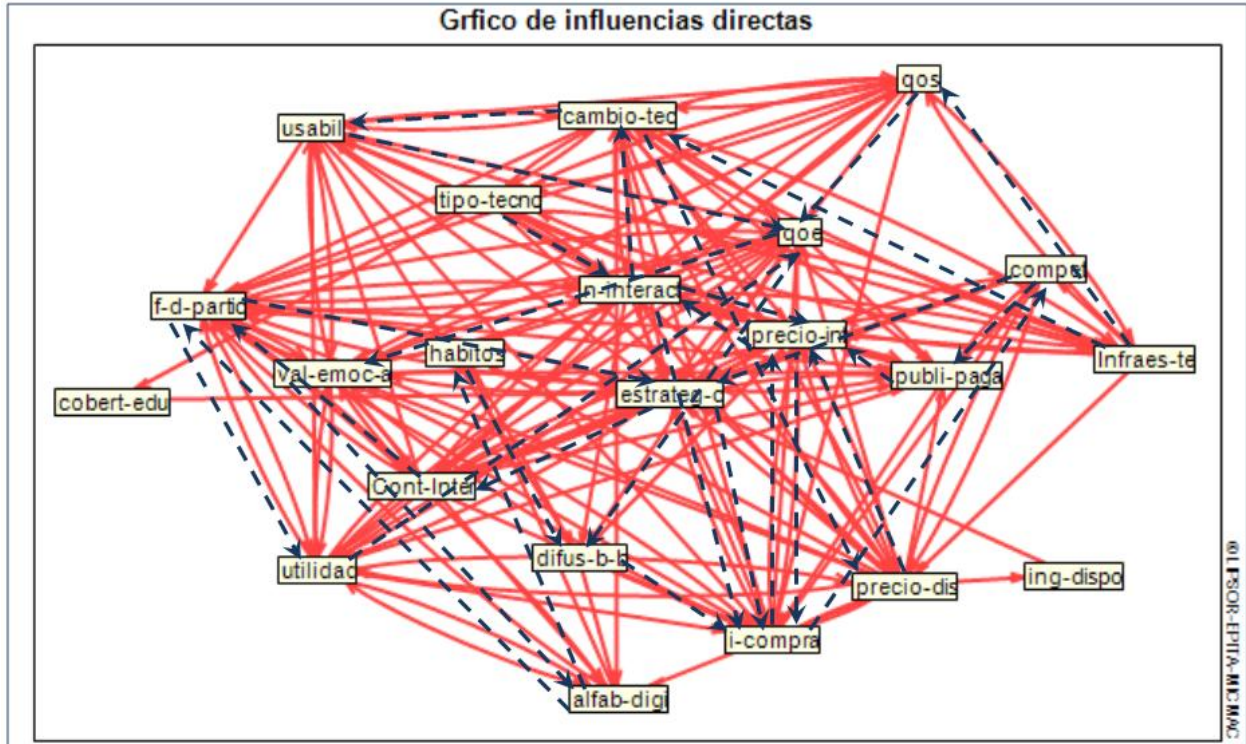 Grfico de influencias directas
qos
cambio-tec
usabil
tipo-tecno
qoe
compet
n-interac
f-d-partic
precio-in
habitos
Infraes-te
val-emoc-a
publi-paga
estrateg-c
cobert-edu
Cont-Inter
difus-b-b
utilidad
ing-dispo
precio-dis
i-compra
alfab-digi
©LIPSOR-EPITA-MICMAC